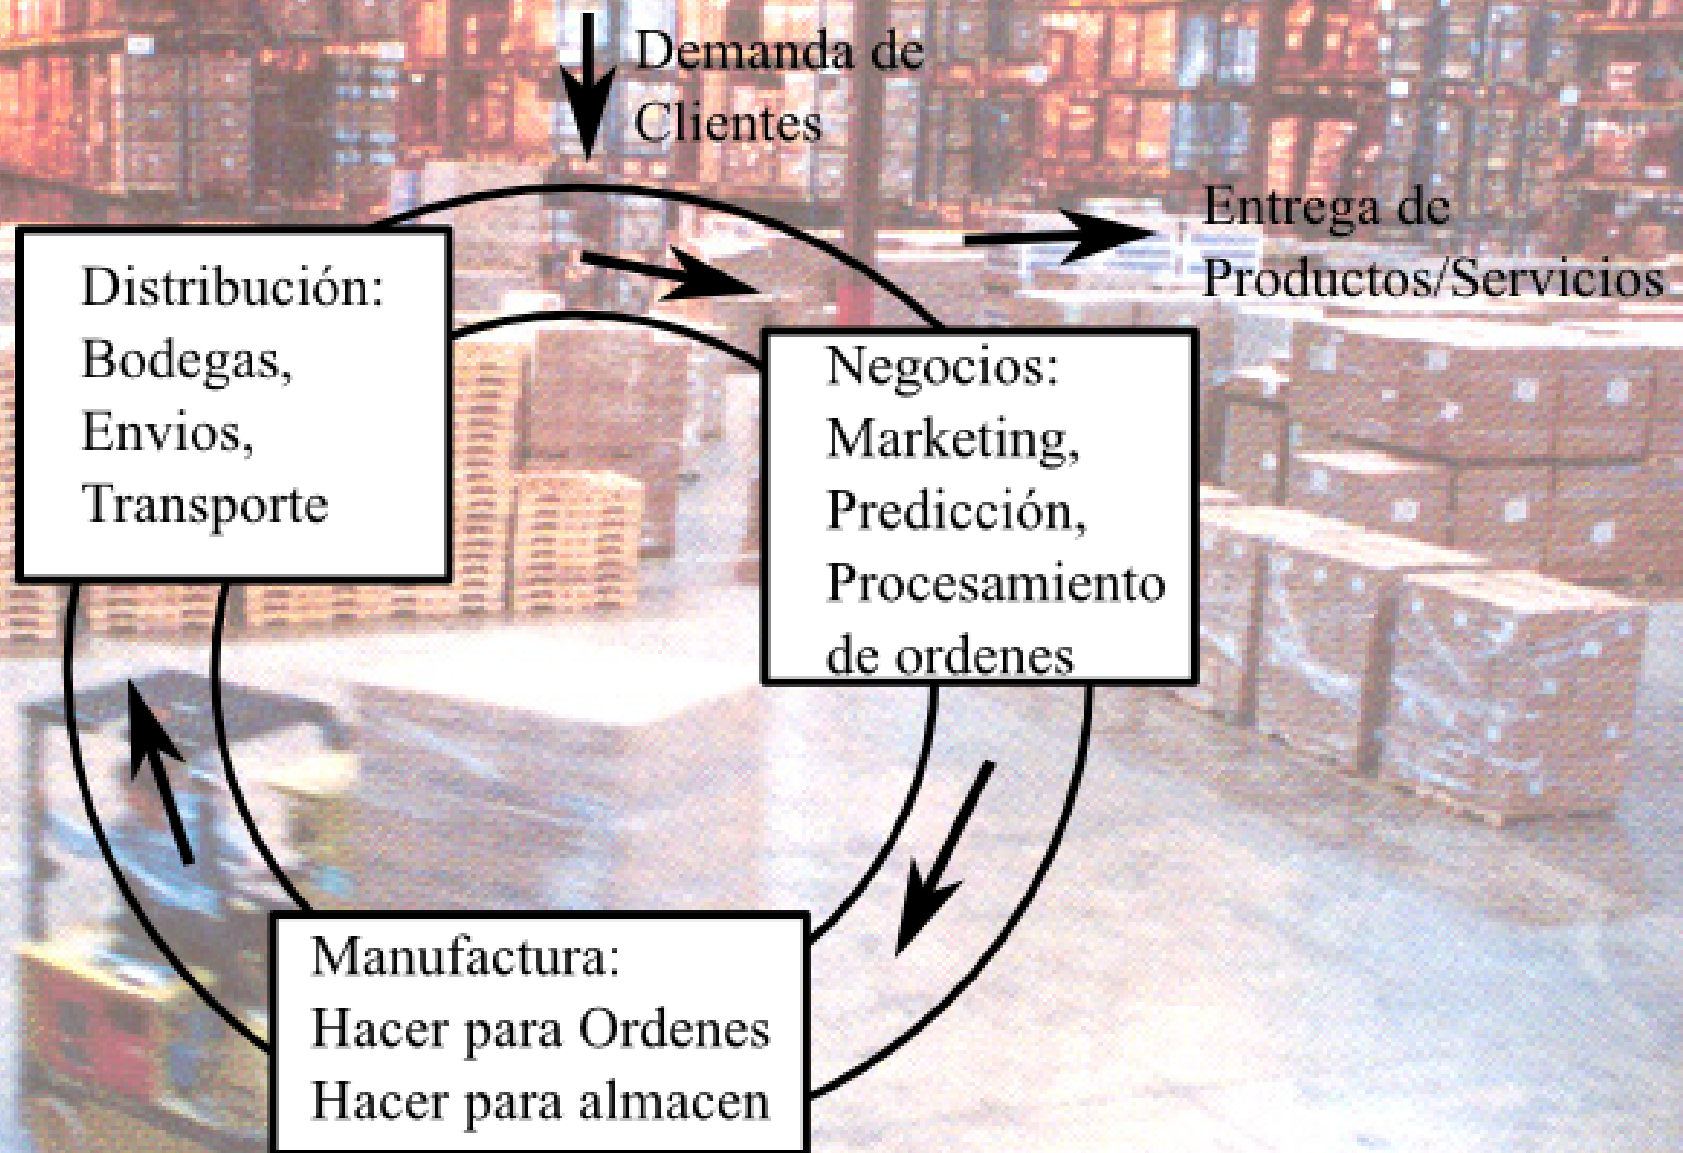 Demanda de
Clientes
Entrega de
Productos/Servicios
Distribución:
Bodegas,
Envios,
Transporte
Negocios:
Marketing,
Predicción,
Procesamiento
de ordenes
Manufactura:
Hacer para Ordenes
Hacer para almacen